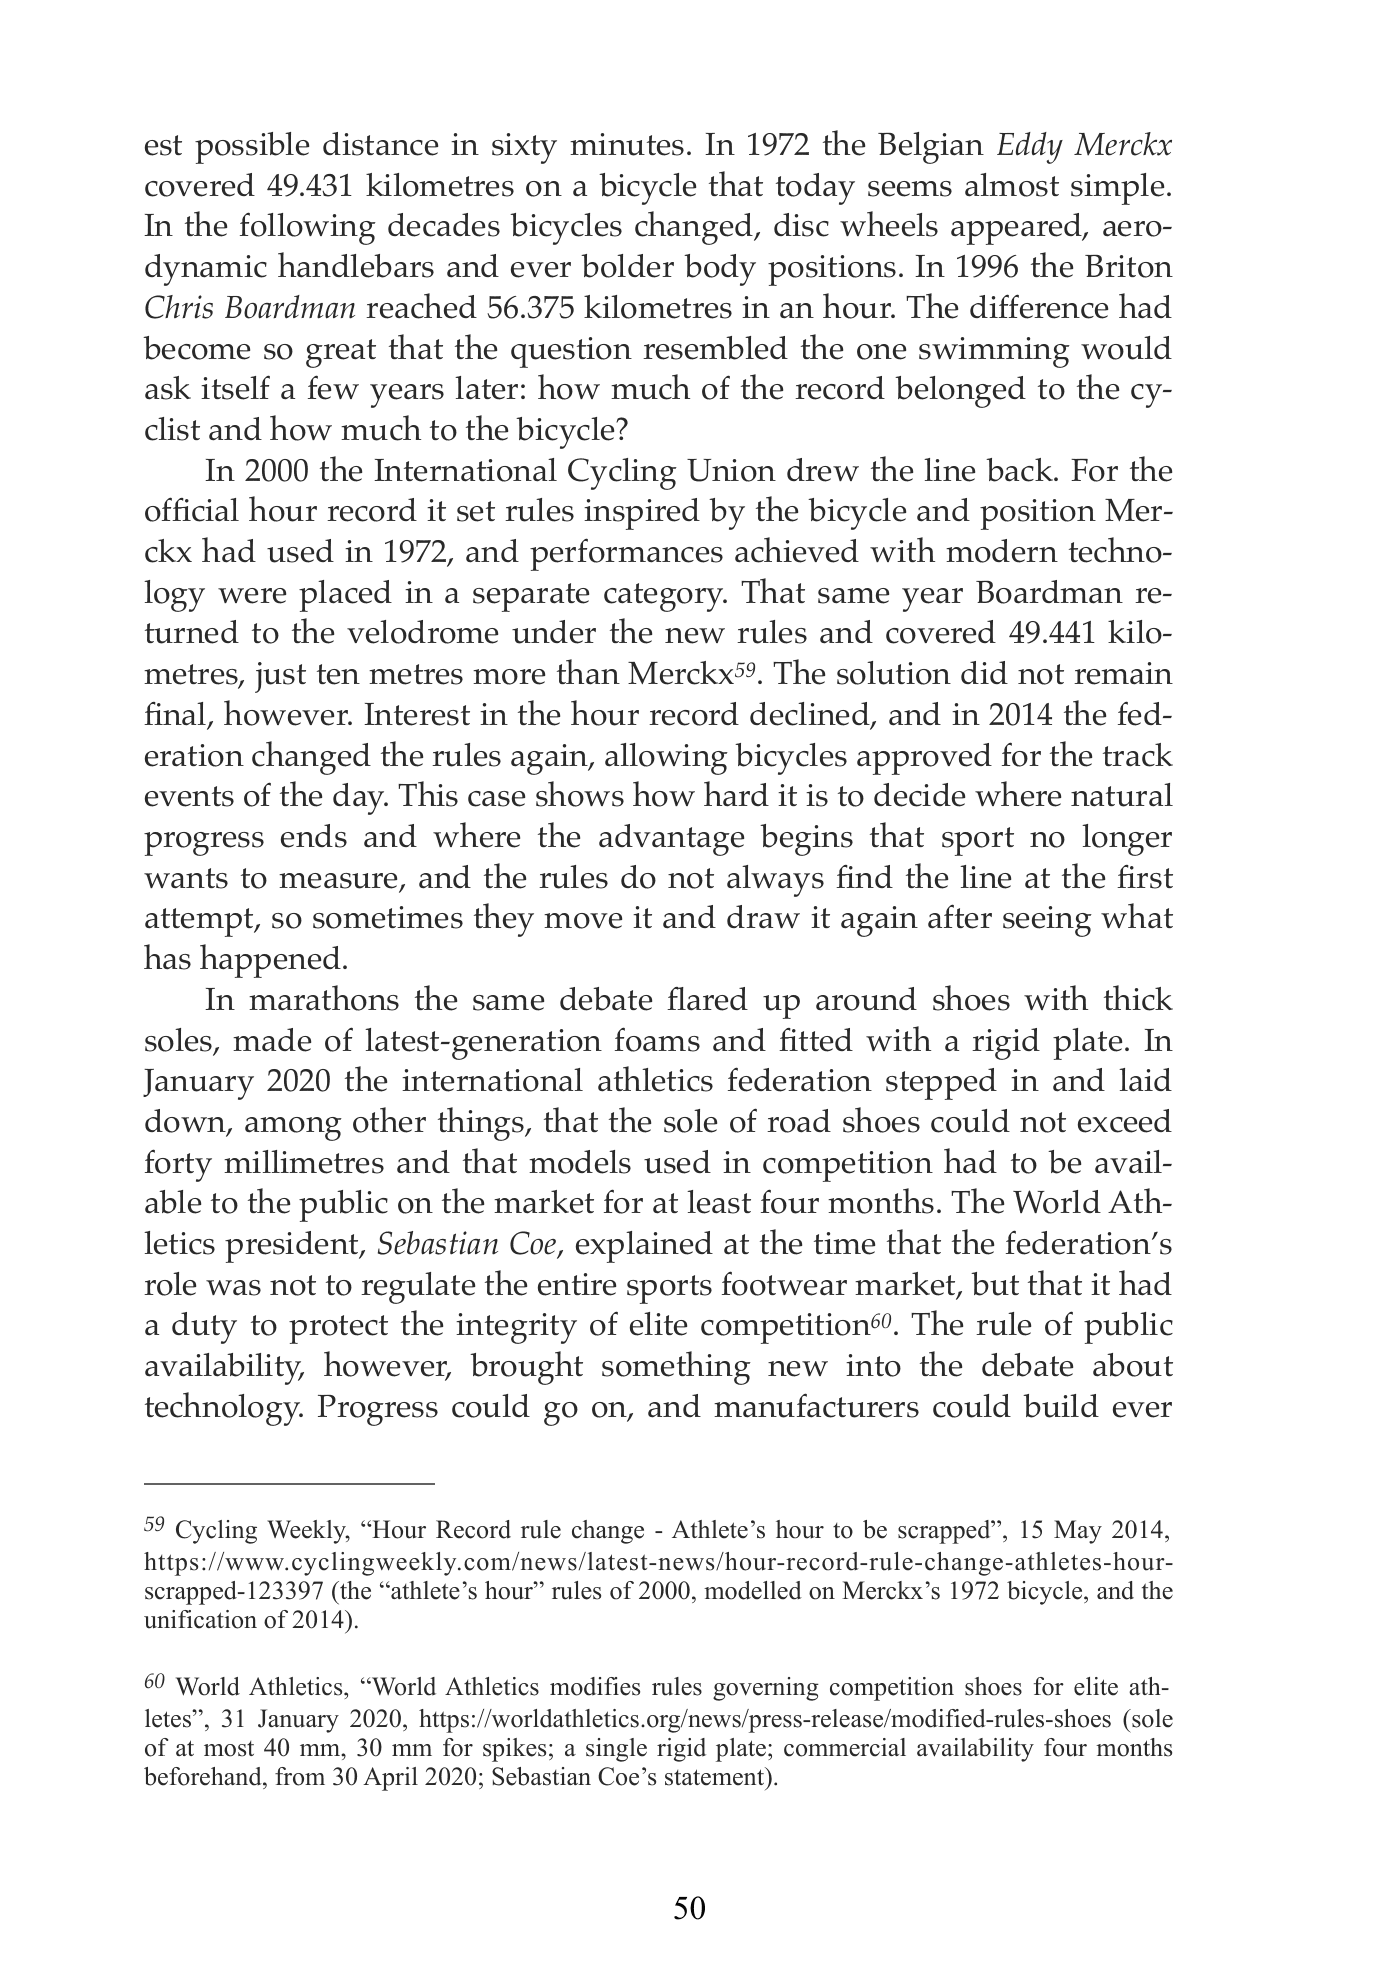 est possible distance in sixty minutes. In 1972 the Belgian Eddy Merckx
covered 49.431 kilometres on a bicycle that today seems almost simple.
In the following decades bicycles changed, disc wheels appeared, aero-
dynamic handlebars and ever bolder body positions. In 1996 the Briton
Chris Boardman reached 56.375 kilometres in an hour. The difference had
become so great that the question resembled the one swimming would
ask itself a few years later: how much of the record belonged to the cy-
clist and how much to the bicycle?
In 2000 the International Cycling Union drew the line back. For the
official hour record it set rules inspired by the bicycle and position Mer-
ckx had used in 1972, and performances achieved with modern techno-
logy were placed in a separate category. That same year Boardman re-
turned to the velodrome under the new rules and covered 49.441 kilo-
metres, just ten metres more than Merckx59. The solution did not remain
final, however. Interest in the hour record declined, and in 2014 the fed-
eration changed the rules again, allowing bicycles approved for the track
events of the day. This case shows how hard it is to decide where natural
progress ends and where the advantage begins that sport no longer
wants to measure, and the rules do not always find the line at the first
attempt, so sometimes they move it and draw it again after seeing what
has happened.
In marathons the same debate flared up around shoes with thick
soles, made of latest-generation foams and fitted with a rigid plate. In
January 2020 the international athletics federation stepped in and laid
down, among other things, that the sole of road shoes could not exceed
forty millimetres and that models used in competition had to be avail-
able to the public on the market for at least four months. The World Ath-
letics president, Sebastian Coe, explained at the time that the federation’s
role was not to regulate the entire sports footwear market, but that it had
a duty to protect the integrity of elite competition60. The rule of public
availability, however, brought something new into the debate about
technology. Progress could go on, and manufacturers could build ever
59 Cycling Weekly, “Hour Record rule change - Athlete’s hour to be scrapped”, 15 May 2014,
https://www.cyclingweekly.com/news/latest-news/hour-record-rule-change-athletes-hour-
scrapped-123397 (the “athlete’s hour” rules of 2000, modelled on Merckx’s 1972 bicycle, and the
unification of 2014).
60 World Athletics, “World Athletics modifies rules governing competition shoes for elite ath-
letes”, 31 January 2020, https://worldathletics.org/news/press-release/modified-rules-shoes (sole
of at most 40 mm, 30 mm for spikes; a single rigid plate; commercial availability four months
beforehand, from 30 April 2020; Sebastian Coe’s statement).
50